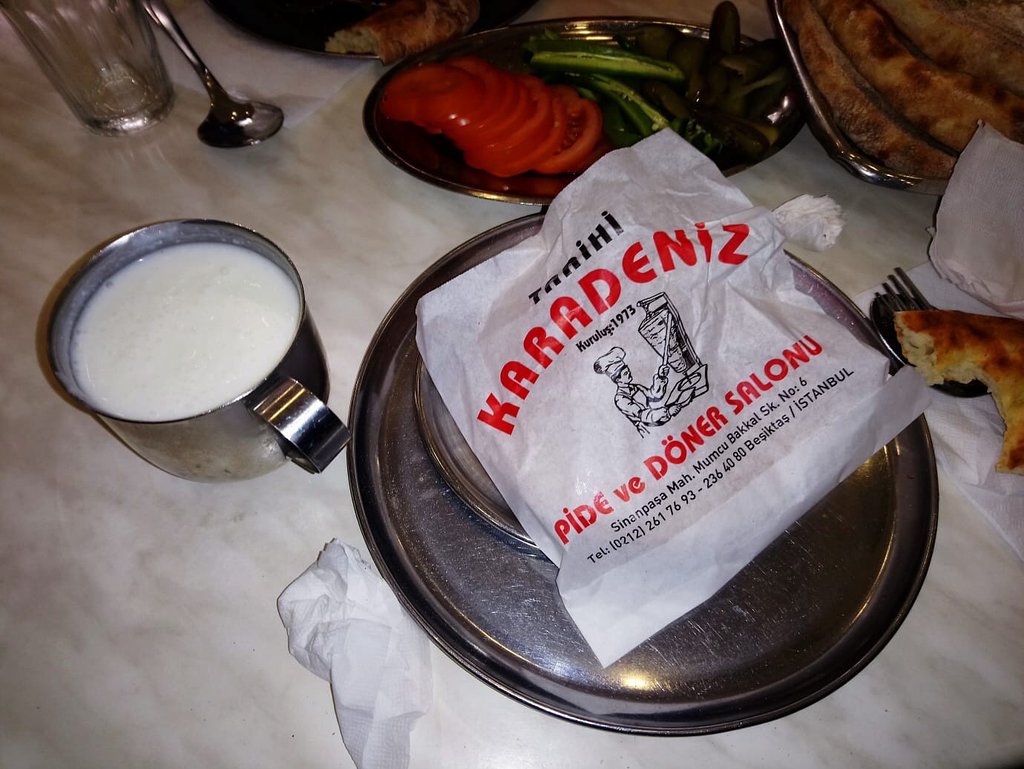 TARİHİ
KARADENİZ
Kuruluş:1973
PİDE ve DÖNER SALONU
Sinanpaşa Mah. Mumcu Bakkal Sk. No: 6
Tel: (0212) 261 76 93 - 236 40 80 Beşiktaş / İSTANBUL